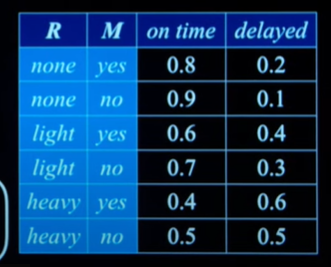 R M on time delayed
none yes 0.8 0.2
none no 0.9 0.1
light yes 0.6 0.4
light no 0.7 0.3
heavy yes 0.4 0.6
heavy no 0.5 0.5